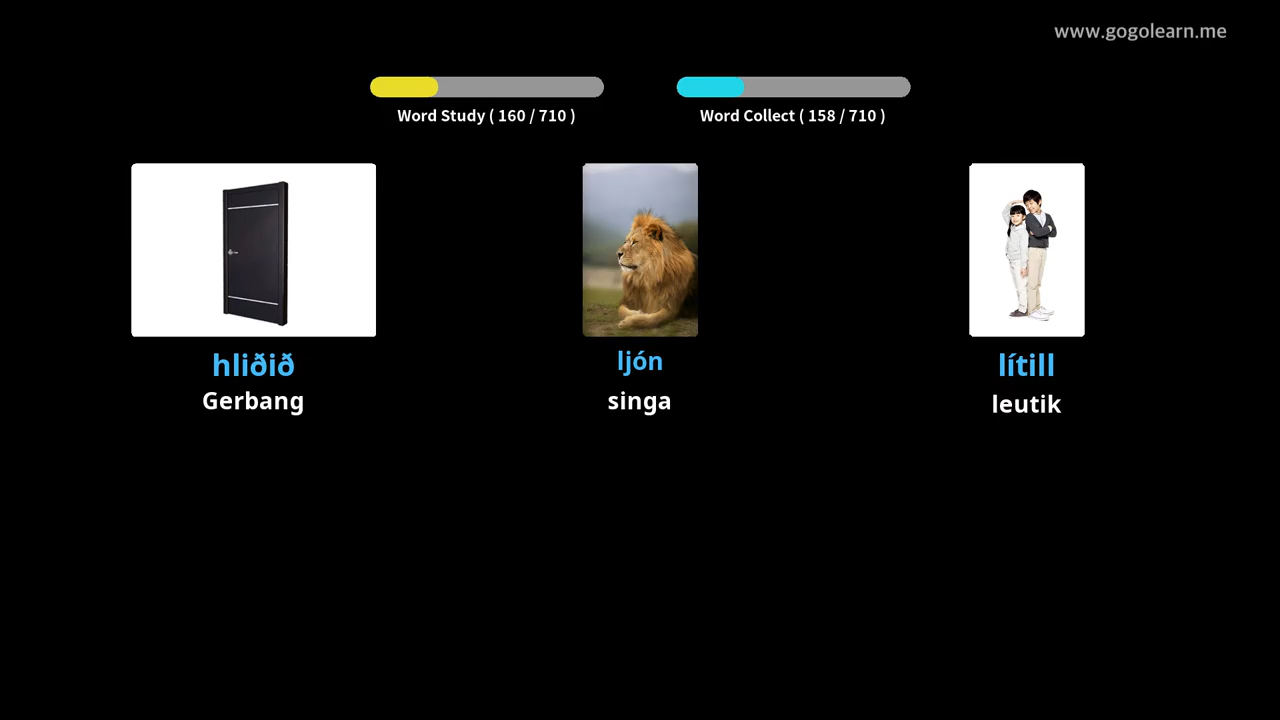 www.gogolearn.me
Word Study ( 160 / 710 )
Word Collect ( 158 / 710 )
hliðið
Gerbang
ljón
singa
lítill
leutik